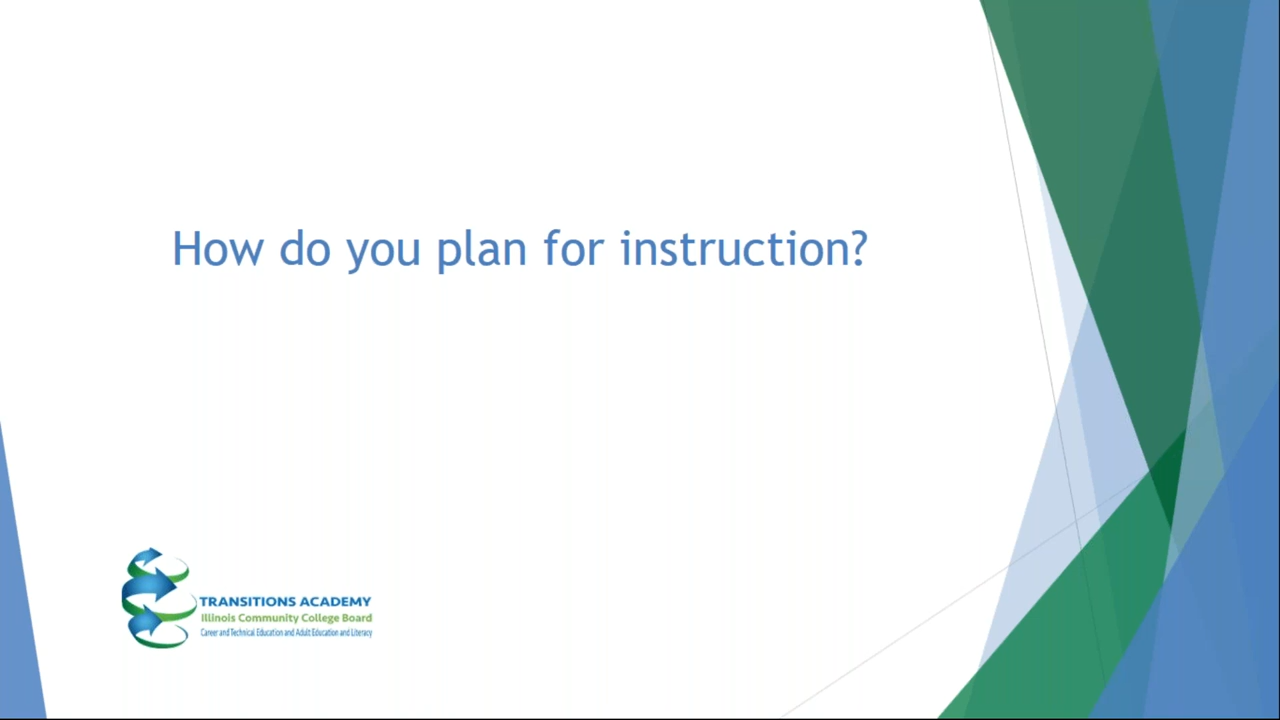 How do you plan for instruction?
TRANSITIONS ACADEMY
Illinois Community College Board
Career and Technical Education and Adult Education and Literacy